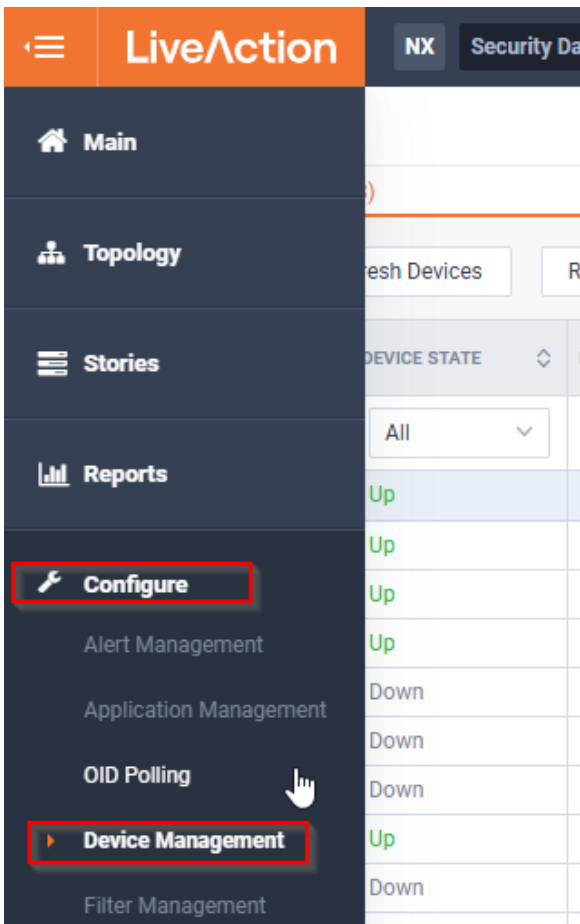 LiveAction
NX
Security Da
Main
)
Topology
resh Devices
R
DEVICE STATE
Stories
All
Reports
Up
Up
Configure
Up
Alert Management
Up
Down
Application Management
Down
OID Polling
Down
Device Management
Up
Down
Filter Management